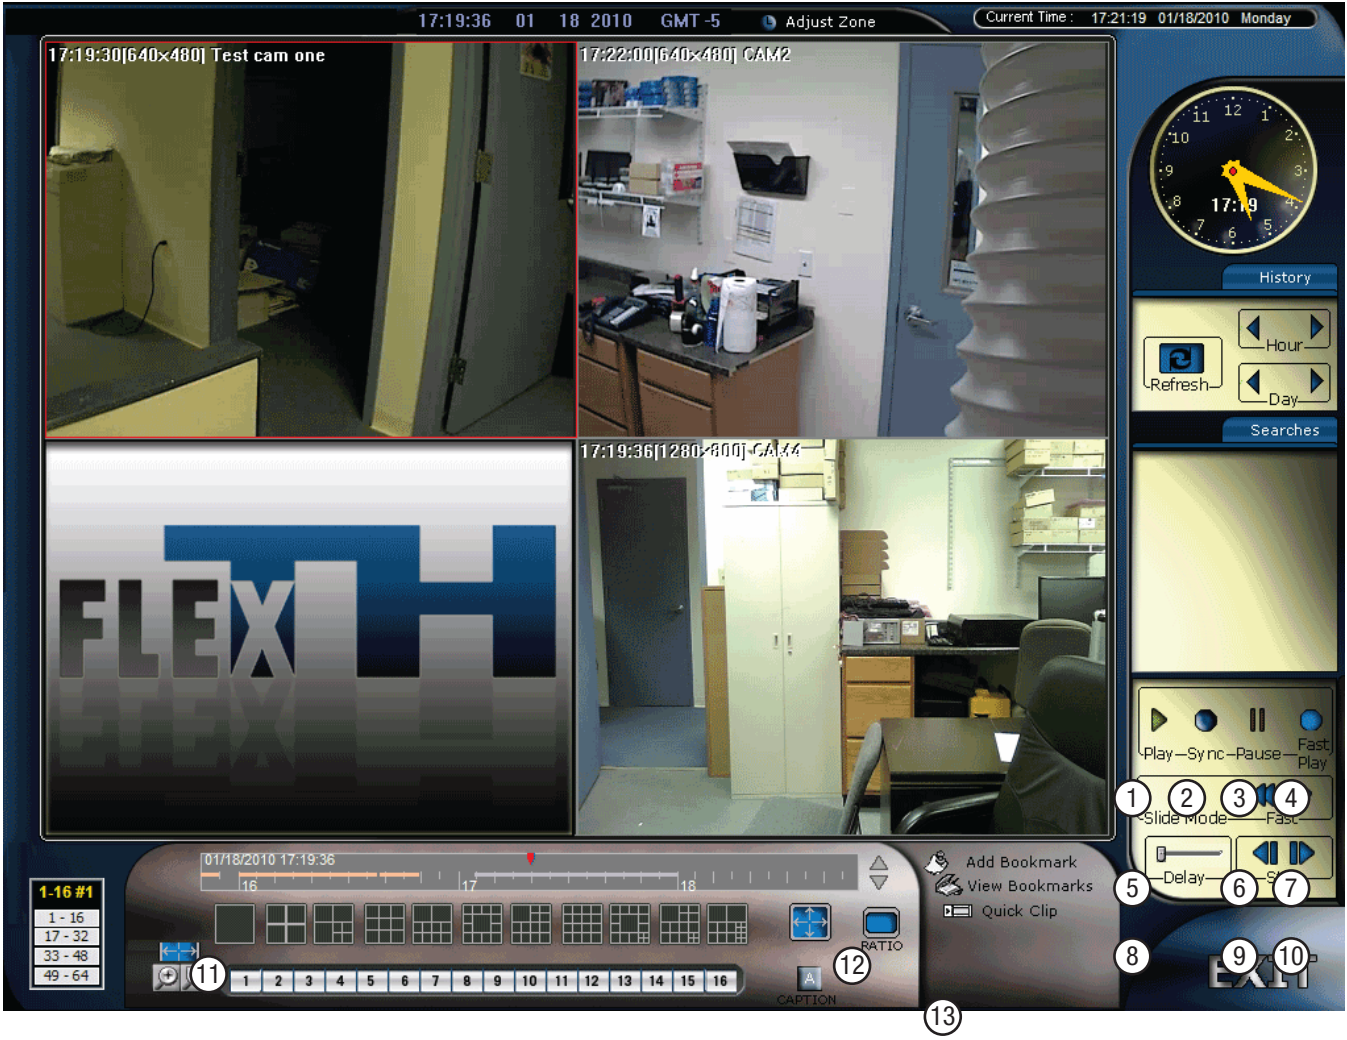 17:19:36 01 18 2010 GMT -5 Adjust Zone
Current Time : 17:21:19 01/18/2010 Monday
17:19:30[640x480] Test cam one
17:22:00[640x480] CAM2
12
1
2
3
4
5
6
7
8
9
10
11
17:19
History
Refresh
Hour
Day
Searches
17:19:36[1280x800] CAM4
FLEX TH
Play Sync Pause Fast Play
1 2 3 4
Slide Mode Fast
Delay
5 6 7
8 9 10
EXIT
01/18/2010 17:19:36
16 17 18
Add Bookmark
View Bookmarks
Quick Clip
1-16 #1
1 - 16
17 - 32
33 - 48
49 - 64
RATIO
11
12
1 2 3 4 5 6 7 8 9 10 11 12 13 14 15 16
A
CAPTION
13